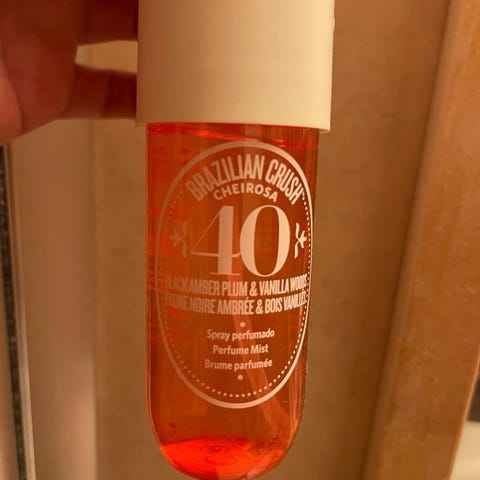 BRAZILIAN CRUSH
CHEIROSA
40
BLACK AMBER PLUM & VANILLA WOODS
PRUNE NOIRE AMBRÉE & BOIS VANILLÉS
Spray perfumado
Perfume Mist
Brume parfumée